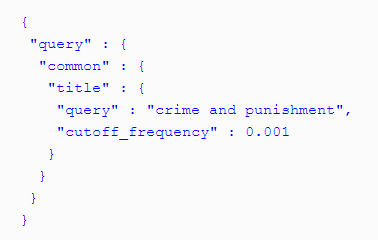 {
 "query" : {
  "common" : {
   "title" : {
    "query" : "crime and punishment",
    "cutoff_frequency" : 0.001
   }
  }
 }
}